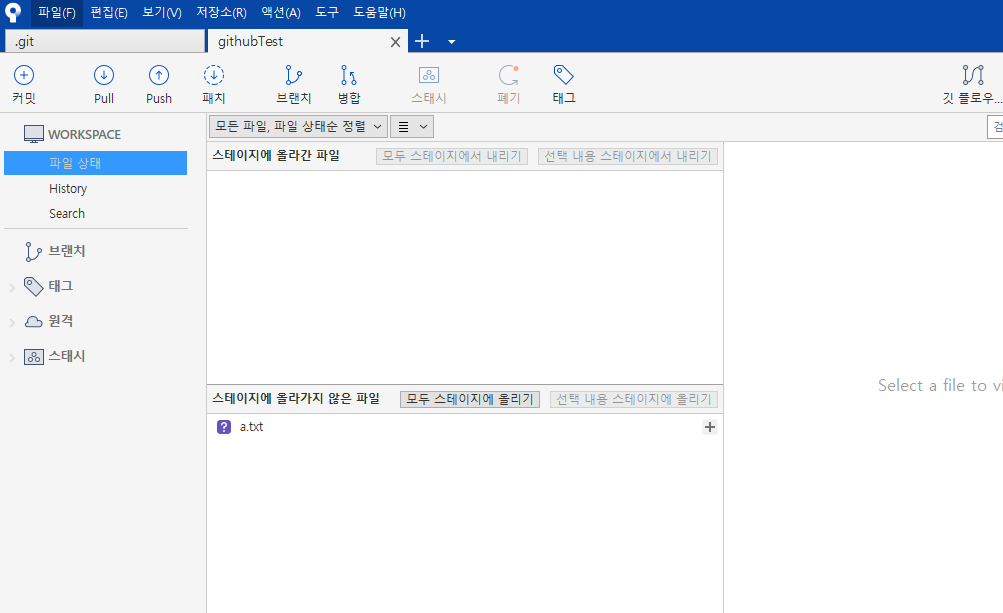 파일(F) 편집(E) 보기(V) 저장소(R) 액션(A) 도구 도움말(H)
.git githubTest
커밋 Pull Push 패치 브랜치 병합 스태시 폐기 태그 깃 플로우...
WORKSPACE
파일 상태
History
Search
브랜치
태그
원격
스태시
모든 파일, 파일 상태순 정렬
스테이지에 올라간 파일 모두 스테이지에서 내리기 선택 내용 스테이지에서 내리기
스테이지에 올라가지 않은 파일 모두 스테이지에 올리기 선택 내용 스테이지에 올리기
? a.txt
Select a file to vi